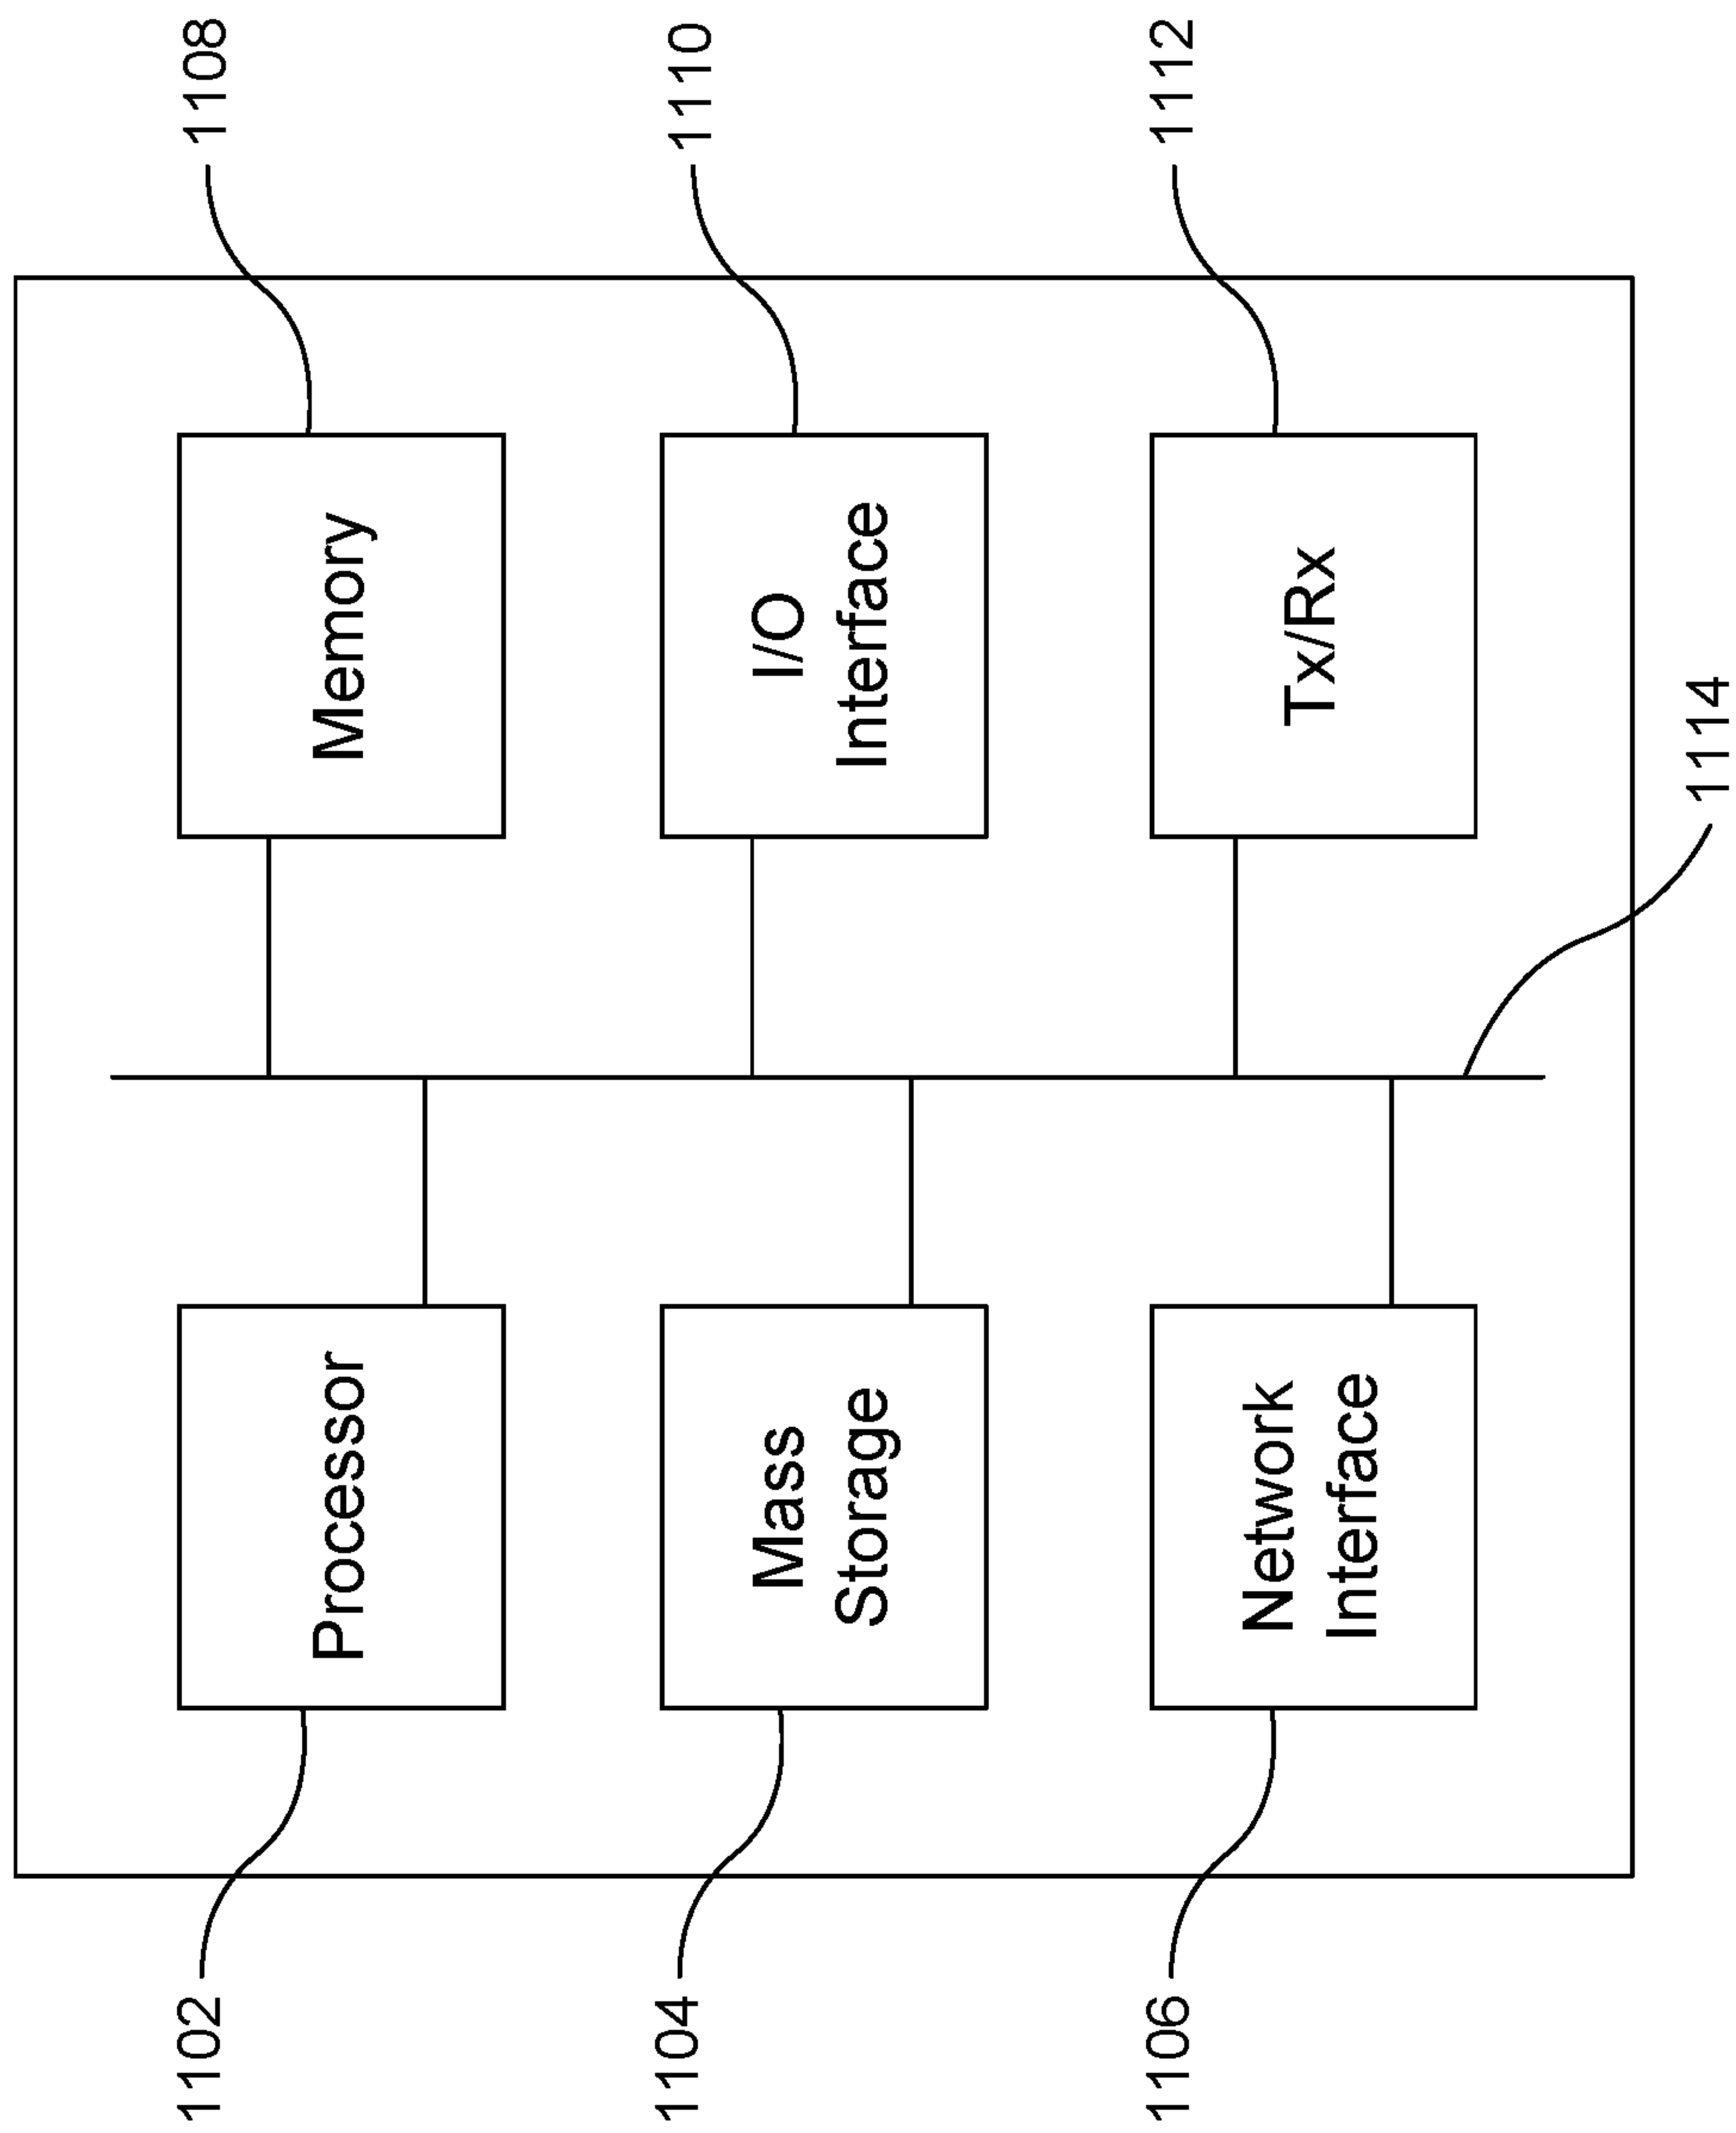 1102
Processor
Memory
1108
1104
Mass
Storage
I/O
Interface
1110
1106
Network
Interface
Tx/Rx
1112
1114